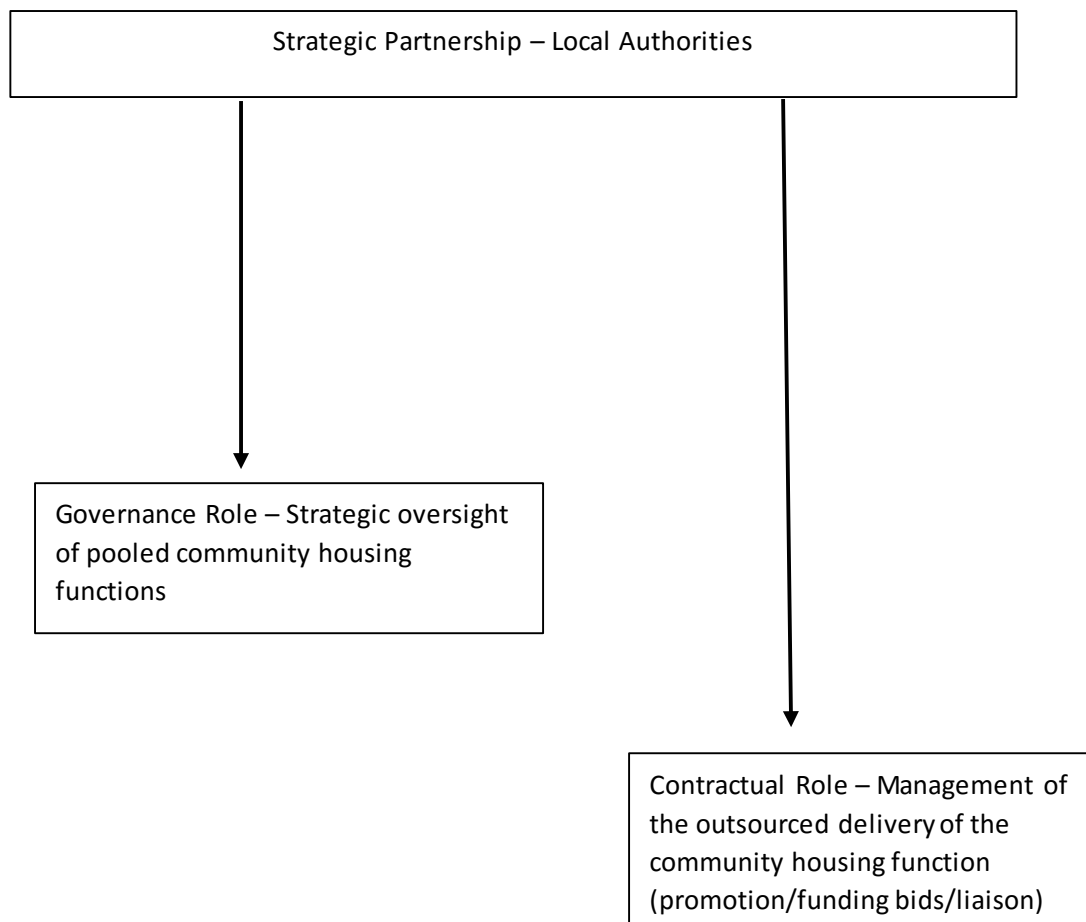 Strategic Partnership – Local Authorities
Governance Role – Strategic oversight
of pooled community housing
functions
Contractual Role – Management of
the outsourced delivery of the
community housing function
(promotion/funding bids/liaison)